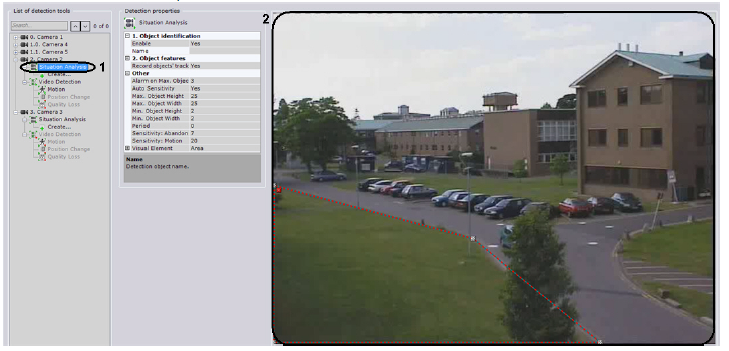 List of detection tools
Search...
0 of 0
0. Camera 1
1.0. Camera 4
1.1. Camera 5
2. Camera 2
Situation Analysis
1
Create...
Video Detection
Motion
Position Change
Quality Loss
3. Camera 3
Situation Analysis
Create...
Video Detection
Motion
Position Change
Quality Loss
Detection properties
Situation Analysis
1. Object identification
Enable Yes
Name
2. Object features
Record objects' track Yes
Other
Alarm on Max. Objec 3
Auto Sensitivity Yes
Max. Object Height 25
Max. Object Width 25
Min. Object Height 2
Min. Object Width 2
Period 0
Sensitivity: Abandon 7
Sensitivity: Motion 20
Visual Element Area
Name
Detection object name.
2